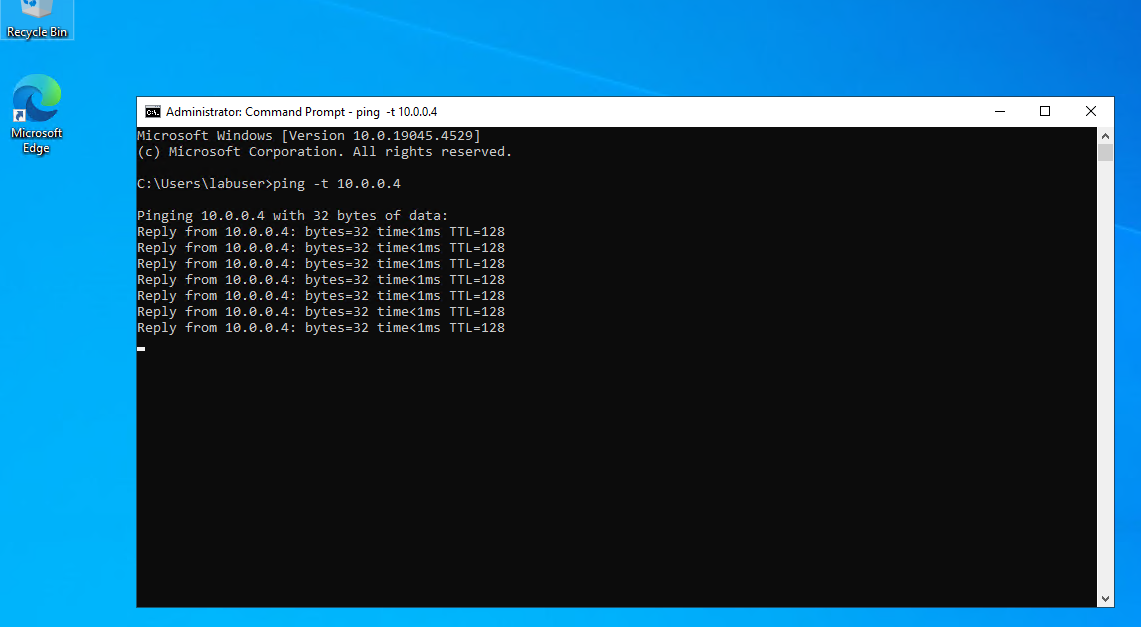 Recycle Bin
Microsoft
Edge
Administrator: Command Prompt - ping  -t 10.0.0.4
Microsoft Windows [Version 10.0.19045.4529]
(c) Microsoft Corporation. All rights reserved.
C:\Users\labuser>ping -t 10.0.0.4
Pinging 10.0.0.4 with 32 bytes of data:
Reply from 10.0.0.4: bytes=32 time<1ms TTL=128
Reply from 10.0.0.4: bytes=32 time<1ms TTL=128
Reply from 10.0.0.4: bytes=32 time<1ms TTL=128
Reply from 10.0.0.4: bytes=32 time<1ms TTL=128
Reply from 10.0.0.4: bytes=32 time<1ms TTL=128
Reply from 10.0.0.4: bytes=32 time<1ms TTL=128
Reply from 10.0.0.4: bytes=32 time<1ms TTL=128